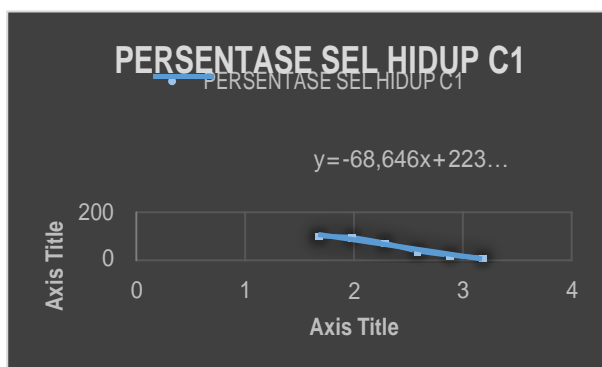 PERSENTASE SEL HIDUP C1
PERSENTASE SEL HIDUP C1
y=-68,646x+223…
200
0
Axis Title
0 1 2 3 4
Axis Title